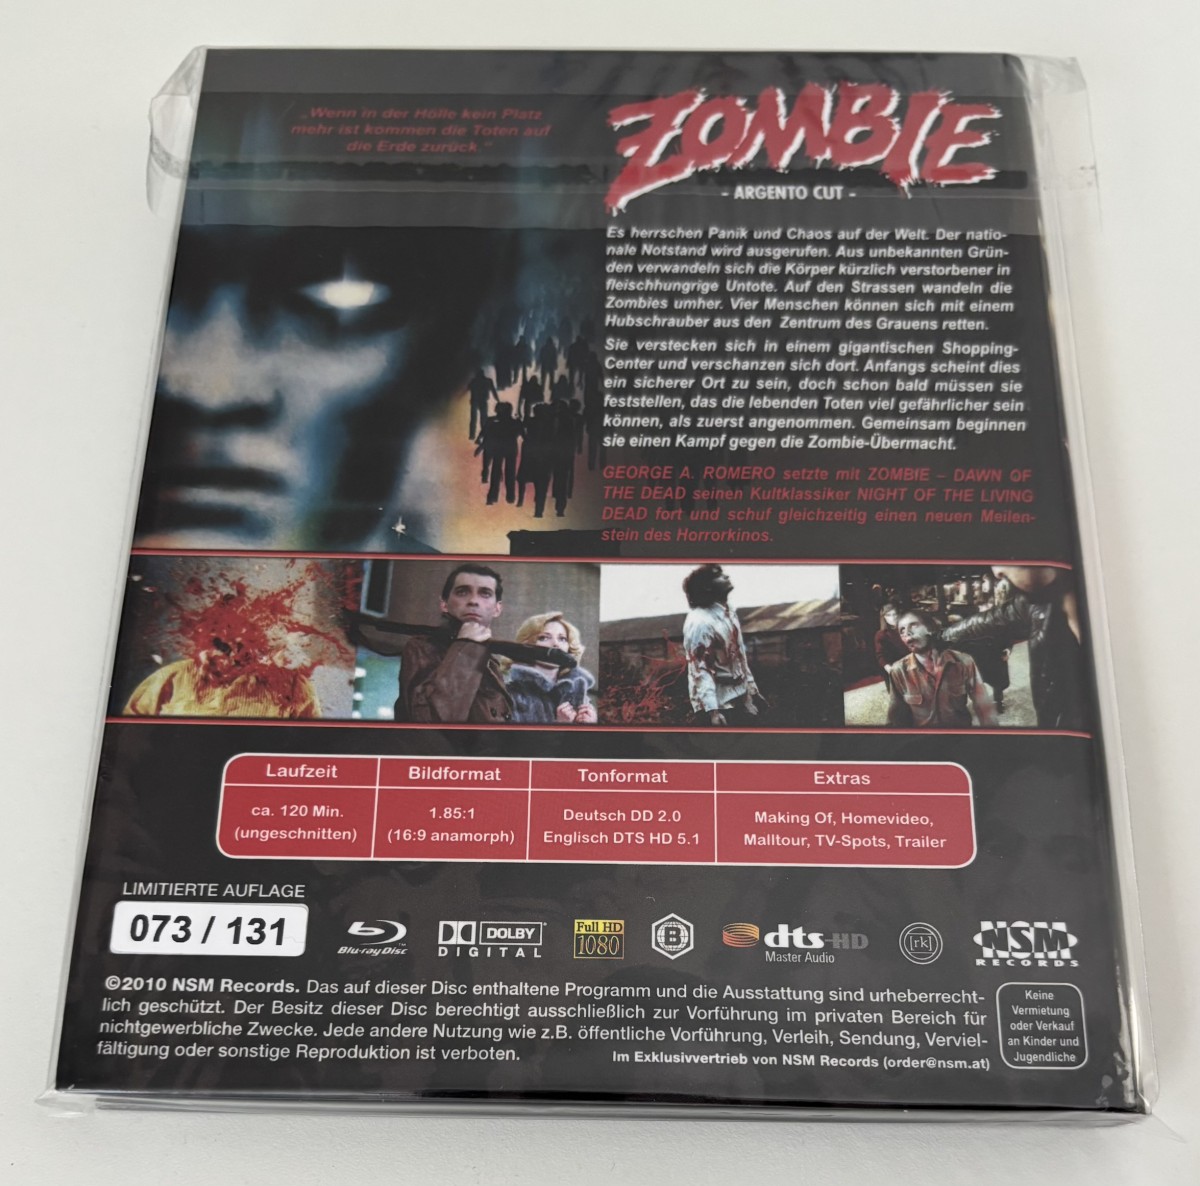 „Wenn in der Hölle kein Platz
mehr ist kommen die Toten auf
die Erde zurück.“
ZOMBIE
- ARGENTO CUT -
Es herrschen Panik und Chaos auf der Welt. Der natio-
nale Notstand wird ausgerufen. Aus unbekannten Grün-
den verwandeln sich die Körper kürzlich verstorbener in
fleischhungrige Untote. Auf den Strassen wandeln die
Zombies umher. Vier Menschen können sich mit einem
Hubschrauber aus den Zentrum des Grauens retten.
Sie verstecken sich in einem gigantischen Shopping-
Center und verschanzen sich dort. Anfangs scheint dies
ein sicherer Ort zu sein, doch schon bald müssen sie
feststellen, das die lebenden Toten viel gefährlicher sein
können, als zuerst angenommen. Gemeinsam beginnen
sie einen Kampf gegen die Zombie-Übermacht.
GEORGE A. ROMERO setzte mit ZOMBIE – DAWN OF
THE DEAD seinen Kultklassiker NIGHT OF THE LIVING
DEAD fort und schuf gleichzeitig einen neuen Meilen-
stein des Horrorkinos.
Laufzeit Bildformat Tonformat Extras
ca. 120 Min. 1.85:1 Deutsch DD 2.0 Making Of, Homevideo,
(ungeschnitten) (16:9 anamorph) Englisch DTS HD 5.1 Malltour, TV-Spots, Trailer
LIMITIERTE AUFLAGE
073 / 131
Blu-ray Disc™
DOLBY
DIGITAL
Full HD
1080
B
dts-HD
Master Audio
[rk]
NSM
RECORDS
©2010 NSM Records. Das auf dieser Disc enthaltene Programm und die Ausstattung sind urheberrecht-
lich geschützt. Der Besitz dieser Disc berechtigt ausschließlich zur Vorführung im privaten Bereich für
nichtgewerbliche Zwecke. Jede andere Nutzung wie z.B. öffentliche Vorführung, Verleih, Sendung, Verviel-
fältigung oder sonstige Reproduktion ist verboten.
Im Exklusivvertrieb von NSM Records (order@nsm.at)
Keine
Vermietung
oder Verkauf
an Kinder und
Jugendliche